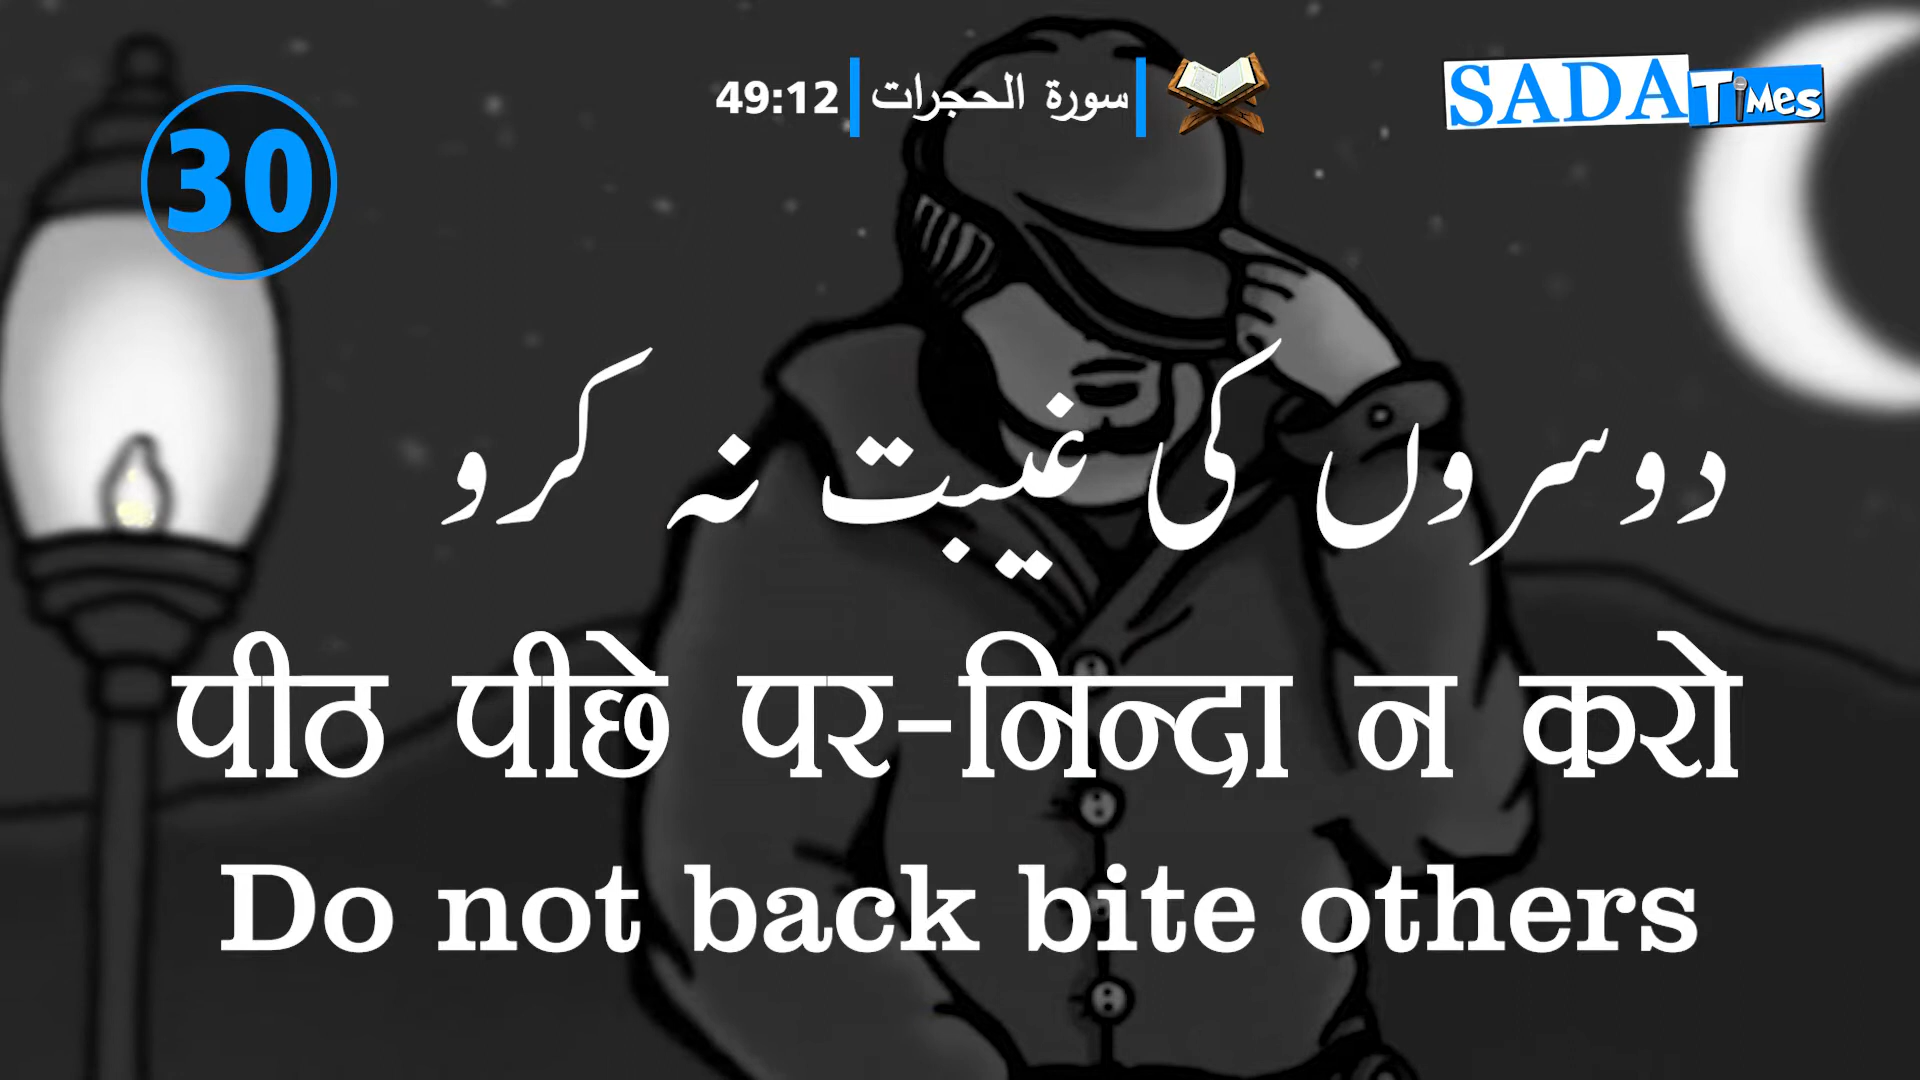 30
49:12 | سورة الحجرات |
SADA Times
دوسروں کی غیبت نہ کرو
पीठ पीछे पर-निन्दा न करो
Do not back bite others